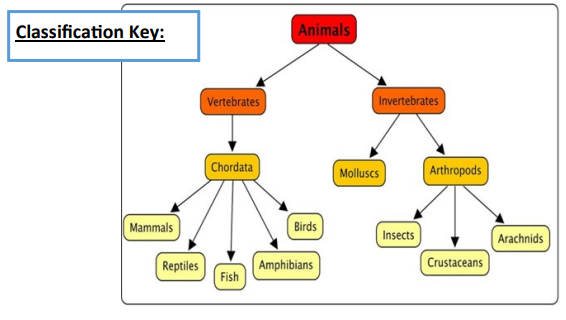 Classification Key:
Animals
Vertebrates
Invertebrates
Chordata
Molluscs
Arthropods
Mammals
Reptiles
Fish
Amphibians
Birds
Insects
Crustaceans
Arachnids